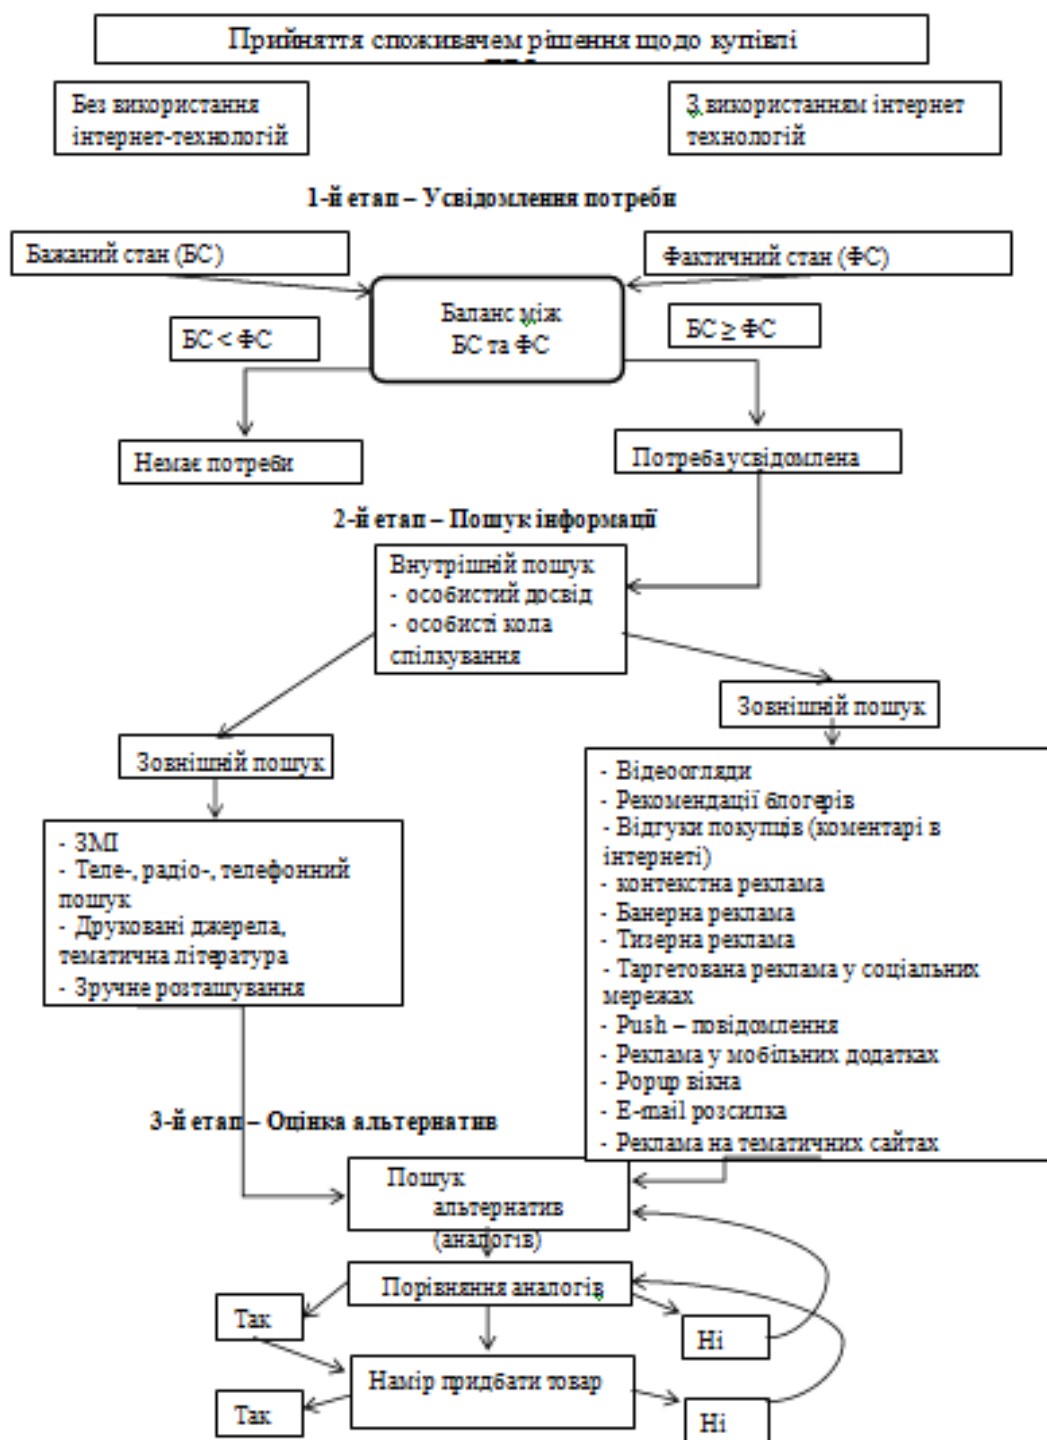 Прийняття споживачем рішення щодо купівлі
Без використання
інтернет-технологій
З використанням інтернет
технологій
1-й етап – Усвідомлення потреби
Бажаний стан (БС)
Фактичний стан (ФС)
Баланс між
БС та ФС
БС < ФС
БС ≥ ФС
Немає потреби
Потреба усвідомлена
2-й етап – Пошук інформації
Внутрішній пошук
- особистий досвід
- особисті кола
спілкування
Зовнішній пошук
Зовнішній пошук
- ЗМІ
- Теле-, радіо-, телефонний
пошук
- Друковані джерела,
тематична література
- Зручне розташування
- Відеоогляди
- Рекомендації блогерів
- Відгуки покупців (коментарі в
інтернеті)
- контекстна реклама
- Банерна реклама
- Тизерна реклама
- Таргетована реклама у соціальних
мережах
- Push – повідомлення
- Реклама у мобільних додатках
- Popup вікна
- E-mail розсилка
- Реклама на тематичних сайтах
3-й етап – Оцінка альтернатив
Пошук
альтернатив
(аналогів)
Порівняння аналогів
Так
Ні
Намір придбати товар
Так
Ні